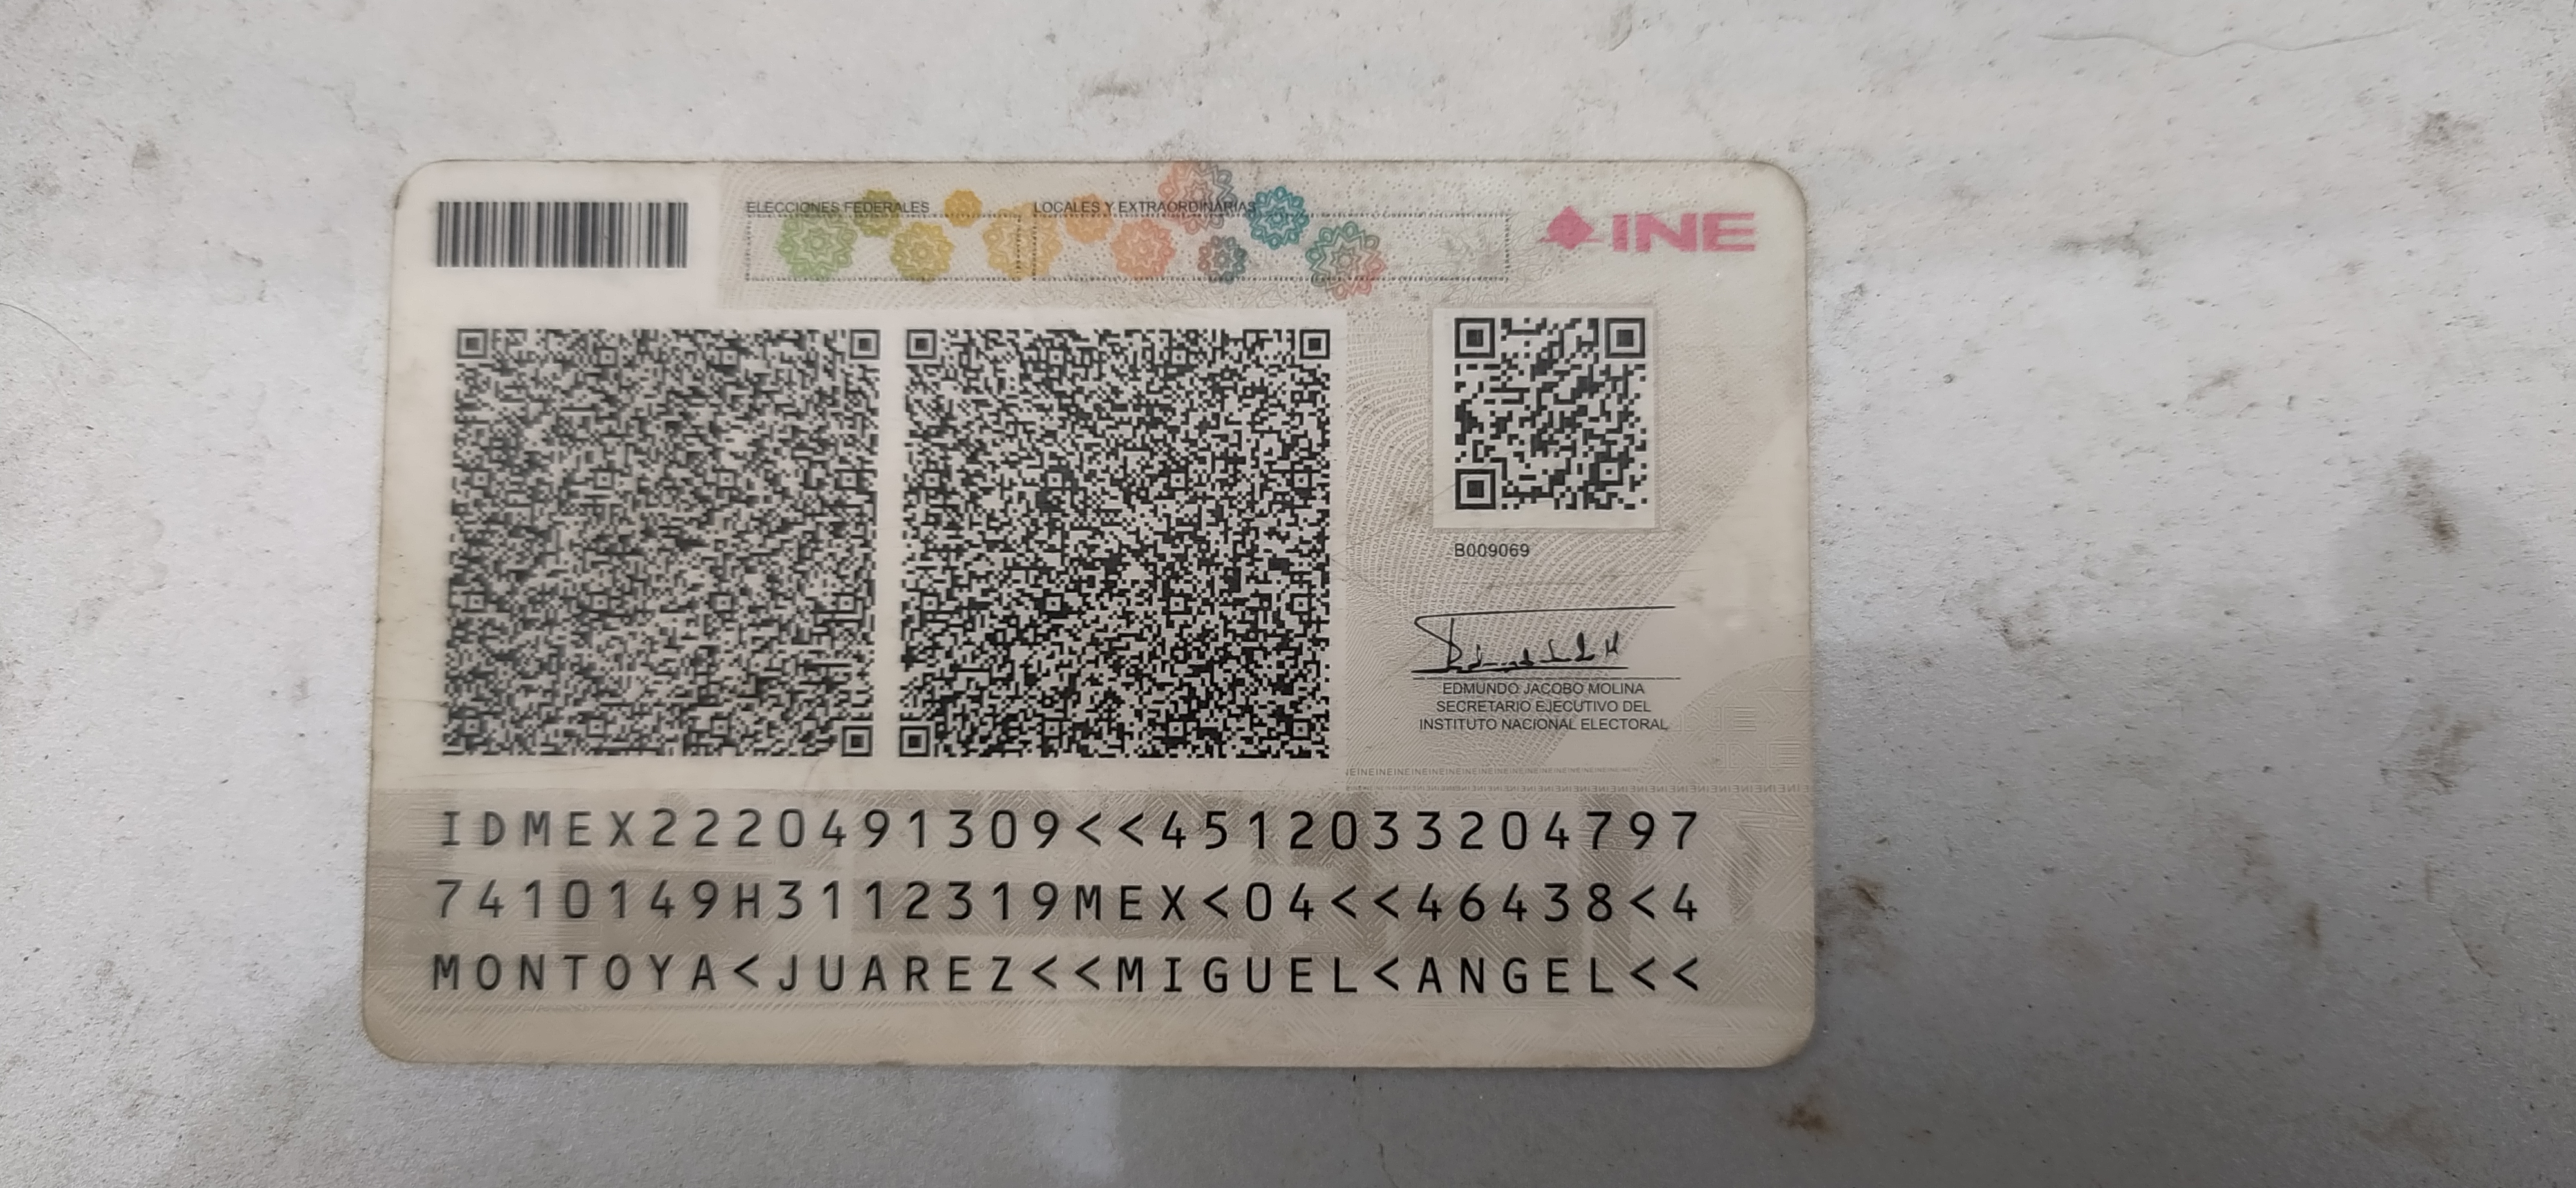 ELECCIONES FEDERALES LOCALES Y EXTRAORDINARIAS
INE
B009069
EDMUNDO JACOBO MOLINA
SECRETARIO EJECUTIVO DEL
INSTITUTO NACIONAL ELECTORAL
IDMEX2220491309<<4512033204797
7410149H3112319MEX<04<<46438<4
MONTOYA<JUAREZ<<MIGUEL<ANGEL<<